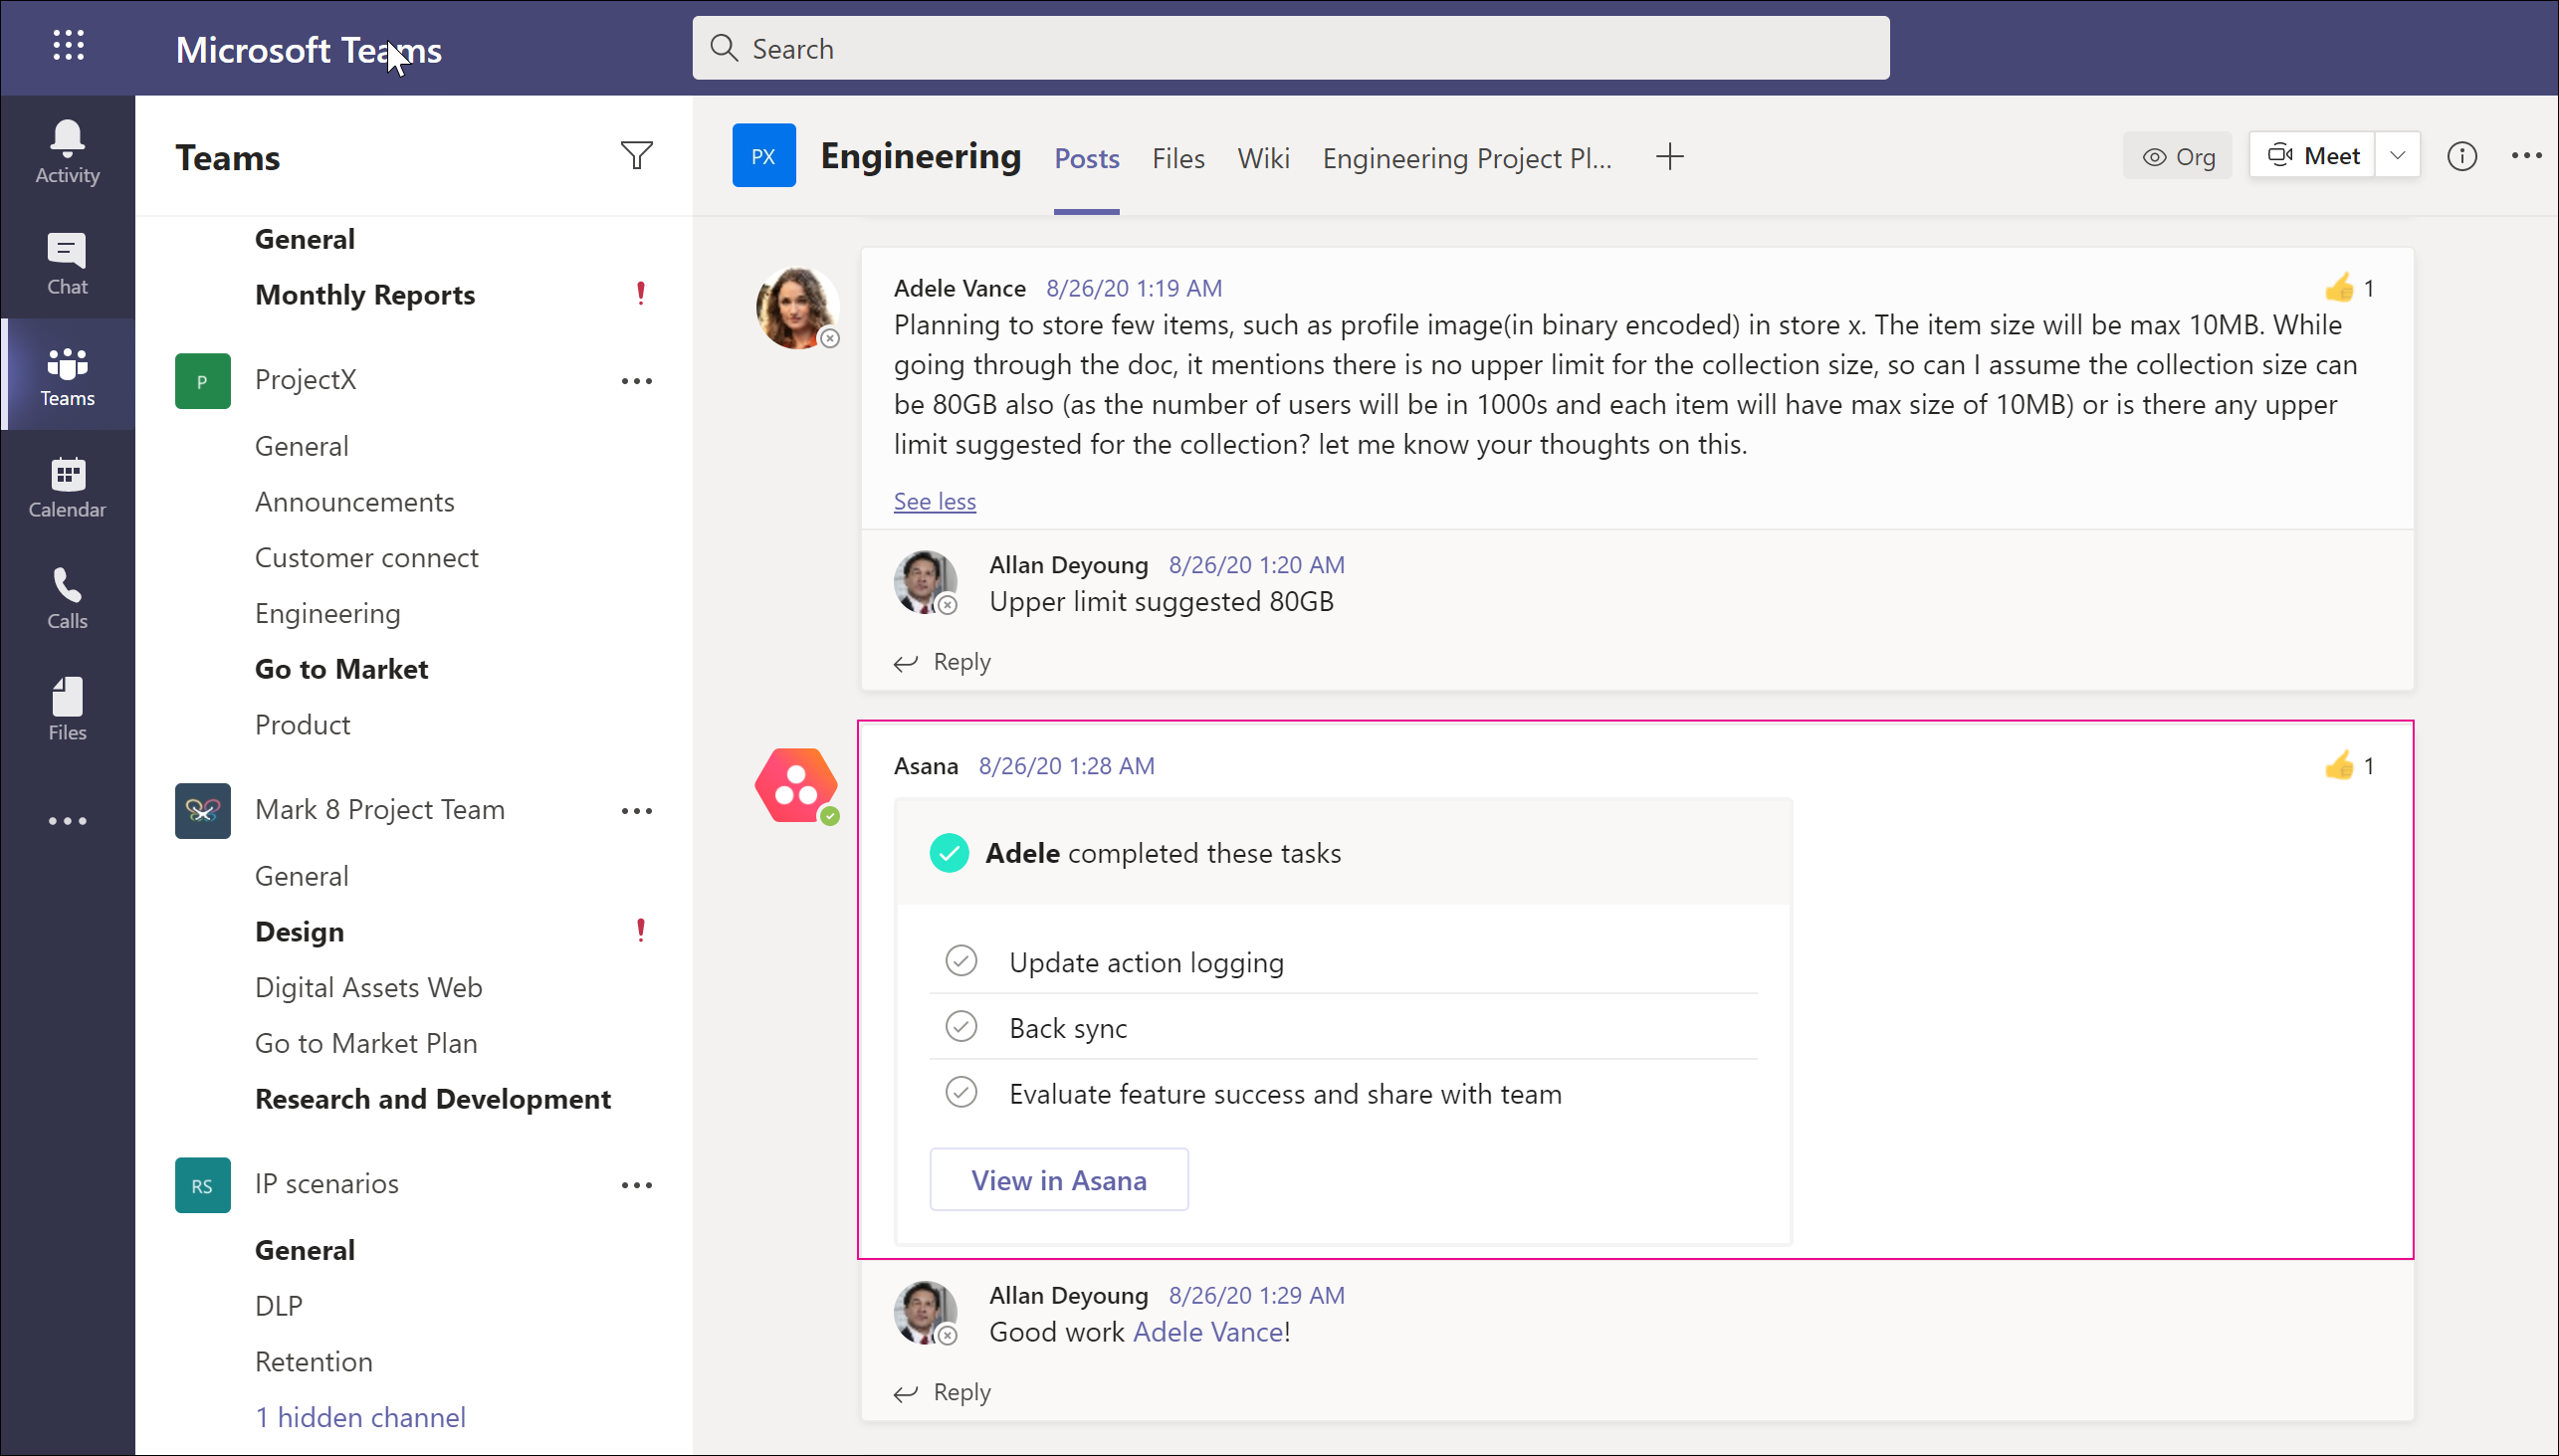 Microsoft Teams
Search
Activity
Chat
Teams
Calendar
Calls
Files
Teams
General
Monthly Reports
P
ProjectX
General
Announcements
Customer connect
Engineering
Go to Market
Product
Mark 8 Project Team
General
Design
Digital Assets Web
Go to Market Plan
Research and Development
RS
IP scenarios
General
DLP
Retention
1 hidden channel
PX
Engineering Posts Files Wiki Engineering Project Pl...
Org
Meet
Adele Vance 8/26/20 1:19 AM
1
Planning to store few items, such as profile image(in binary encoded) in store x. The item size will be max 10MB. While
going through the doc, it mentions there is no upper limit for the collection size, so can I assume the collection size can
be 80GB also (as the number of users will be in 1000s and each item will have max size of 10MB) or is there any upper
limit suggested for the collection? let me know your thoughts on this.
See less
Allan Deyoung 8/26/20 1:20 AM
Upper limit suggested 80GB
Reply
Asana 8/26/20 1:28 AM
1
Adele completed these tasks
Update action logging
Back sync
Evaluate feature success and share with team
View in Asana
Allan Deyoung 8/26/20 1:29 AM
Good work Adele Vance!
Reply